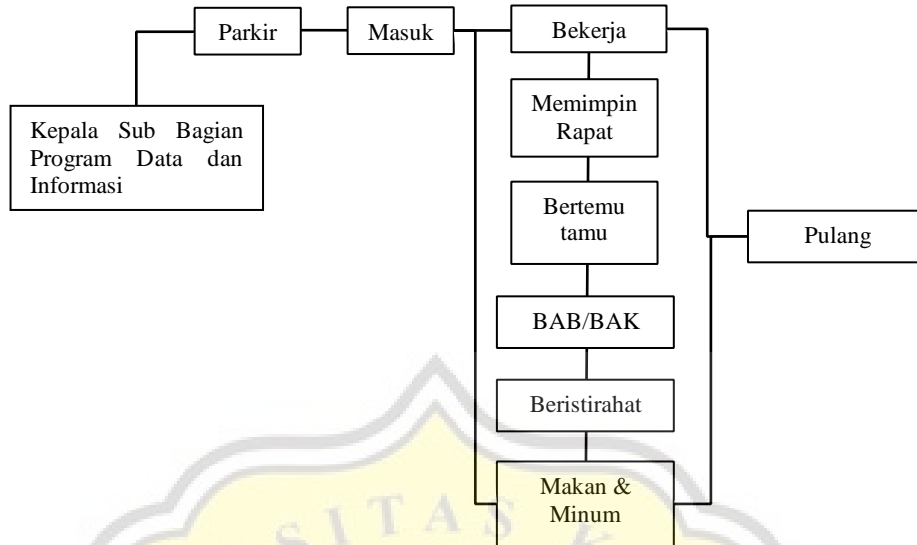 Parkir
Masuk
Bekerja
Kepala Sub Bagian
Program Data dan
Informasi
Memimpin
Rapat
Bertemu
tamu
Pulang
BAB/BAK
Beristirahat
Makan &
Minum
SITAS K